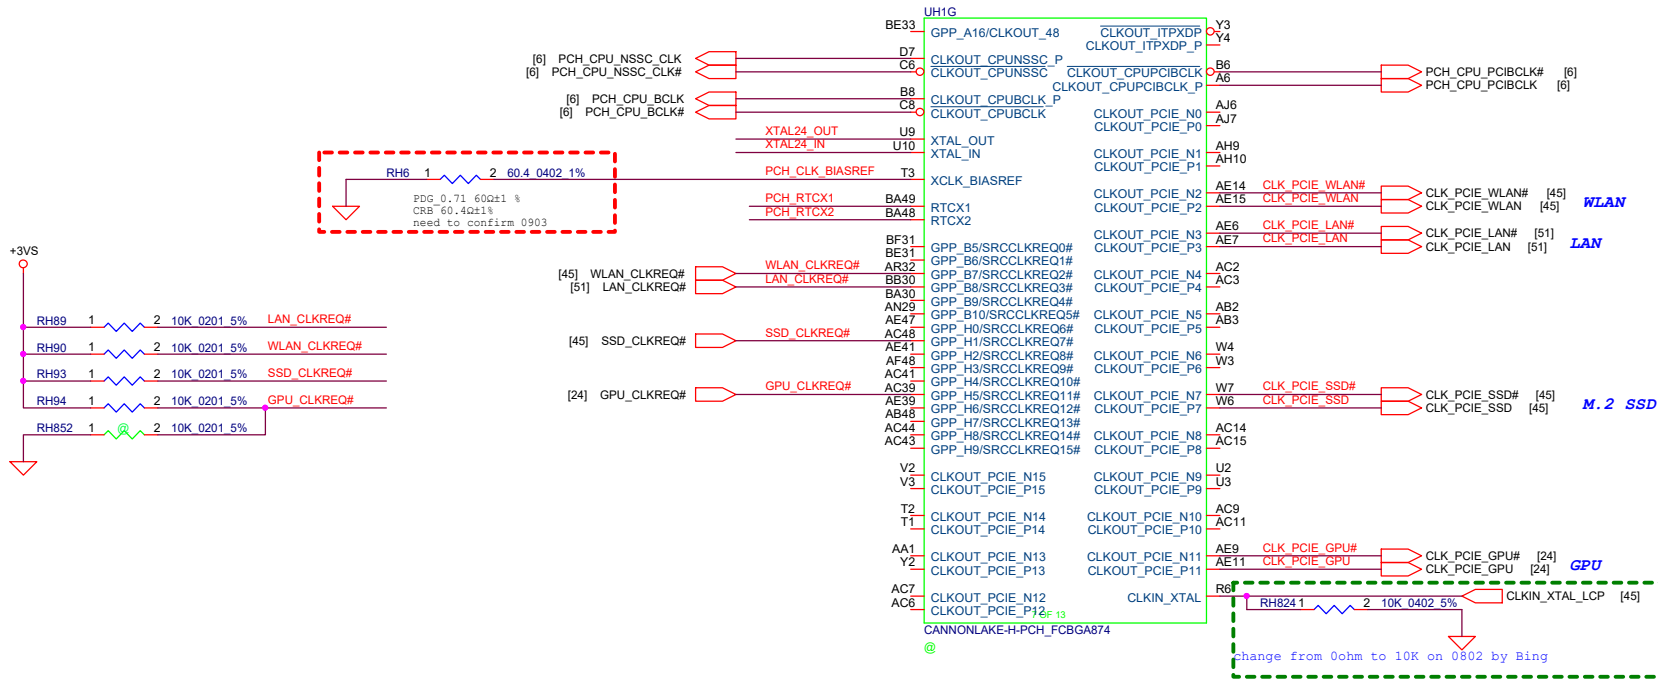 UH1G
BE33 GPP_A16/CLKOUT_48 CLKOUT_ITPXDP Y3
CLKOUT_ITPXDP_P Y4
[6] PCH_CPU_NSSC_CLK D7 CLKOUT_CPUNSSC_P
[6] PCH_CPU_NSSC_CLK# C6 CLKOUT_CPUNSSC CLKOUT_CPUPCIBCLK B6 PCH_CPU_PCIBCLK# [6]
CLKOUT_CPUPCIBCLK_P A6 PCH_CPU_PCIBCLK [6]
[6] PCH_CPU_BCLK B8 CLKOUT_CPUBCLK_P
[6] PCH_CPU_BCLK# C8 CLKOUT_CPUBCLK CLKOUT_PCIE_N0 AJ6
CLKOUT_PCIE_P0 AJ7
XTAL24_OUT U9 XTAL_OUT
XTAL24_IN U10 XTAL_IN CLKOUT_PCIE_N1 AH9
CLKOUT_PCIE_P1 AH10
RH6 1 2 60.4_0402_1% PCH_CLK_BIASREF T3 XCLK_BIASREF
PDG_0.71 60Ω±1 %
CRB 60.4Ω±1%
need to confirm 0903
CLKOUT_PCIE_N2 AE14 CLK_PCIE_WLAN# CLK_PCIE_WLAN# [45]
PCH_RTCX1 BA49 RTCX1 CLKOUT_PCIE_P2 AE15 CLK_PCIE_WLAN CLK_PCIE_WLAN [45] WLAN
PCH_RTCX2 BA48 RTCX2
CLKOUT_PCIE_N3 AE6 CLK_PCIE_LAN# CLK_PCIE_LAN# [51]
BF31 GPP_B5/SRCCLKREQ0# CLKOUT_PCIE_P3 AE7 CLK_PCIE_LAN CLK_PCIE_LAN [51] LAN
BE31 GPP_B6/SRCCLKREQ1#
[45] WLAN_CLKREQ# WLAN_CLKREQ# AR32 GPP_B7/SRCCLKREQ2# CLKOUT_PCIE_N4 AC2
[51] LAN_CLKREQ# LAN_CLKREQ# BB30 GPP_B8/SRCCLKREQ3# CLKOUT_PCIE_P4 AC3
BA30 GPP_B9/SRCCLKREQ4#
AN29 GPP_B10/SRCCLKREQ5# CLKOUT_PCIE_N5 AB2
AE47 GPP_H0/SRCCLKREQ6# CLKOUT_PCIE_P5 AB3
[45] SSD_CLKREQ# SSD_CLKREQ# AC48 GPP_H1/SRCCLKREQ7#
AE41 GPP_H2/SRCCLKREQ8# CLKOUT_PCIE_N6 W4
AF48 GPP_H3/SRCCLKREQ9# CLKOUT_PCIE_P6 W3
AC41 GPP_H4/SRCCLKREQ10#
[24] GPU_CLKREQ# GPU_CLKREQ# AC39 GPP_H5/SRCCLKREQ11# CLKOUT_PCIE_N7 W7 CLK_PCIE_SSD# CLK_PCIE_SSD# [45]
AE39 GPP_H6/SRCCLKREQ12# CLKOUT_PCIE_P7 W6 CLK_PCIE_SSD CLK_PCIE_SSD [45] M.2 SSD
AB48 GPP_H7/SRCCLKREQ13#
AC44 GPP_H8/SRCCLKREQ14# CLKOUT_PCIE_N8 AC14
AC43 GPP_H9/SRCCLKREQ15# CLKOUT_PCIE_P8 AC15
+3VS
RH89 1 2 10K_0201_5% LAN_CLKREQ#
RH90 1 2 10K_0201_5% WLAN_CLKREQ#
RH93 1 2 10K_0201_5% SSD_CLKREQ#
RH94 1 2 10K_0201_5% GPU_CLKREQ#
RH852 1 @ 2 10K_0201_5%
V2 CLKOUT_PCIE_N15 CLKOUT_PCIE_N9 U2
V3 CLKOUT_PCIE_P15 CLKOUT_PCIE_P9 U3
T2 CLKOUT_PCIE_N14 CLKOUT_PCIE_N10 AC9
T1 CLKOUT_PCIE_P14 CLKOUT_PCIE_P10 AC11
AA1 CLKOUT_PCIE_N13 CLKOUT_PCIE_N11 AE9 CLK_PCIE_GPU# CLK_PCIE_GPU# [24]
Y2 CLKOUT_PCIE_P13 CLKOUT_PCIE_P11 AE11 CLK_PCIE_GPU CLK_PCIE_GPU [24] GPU
AC7 CLKOUT_PCIE_N12 CLKIN_XTAL R6 CLKIN_XTAL_LCP [45]
AC6 CLKOUT_PCIE_P12 7 OF 13 RH824 1 2 10K_0402_5%
CANNONLAKE-H-PCH_FCBGA874
@
change from 0ohm to 10K on 0802 by Bing